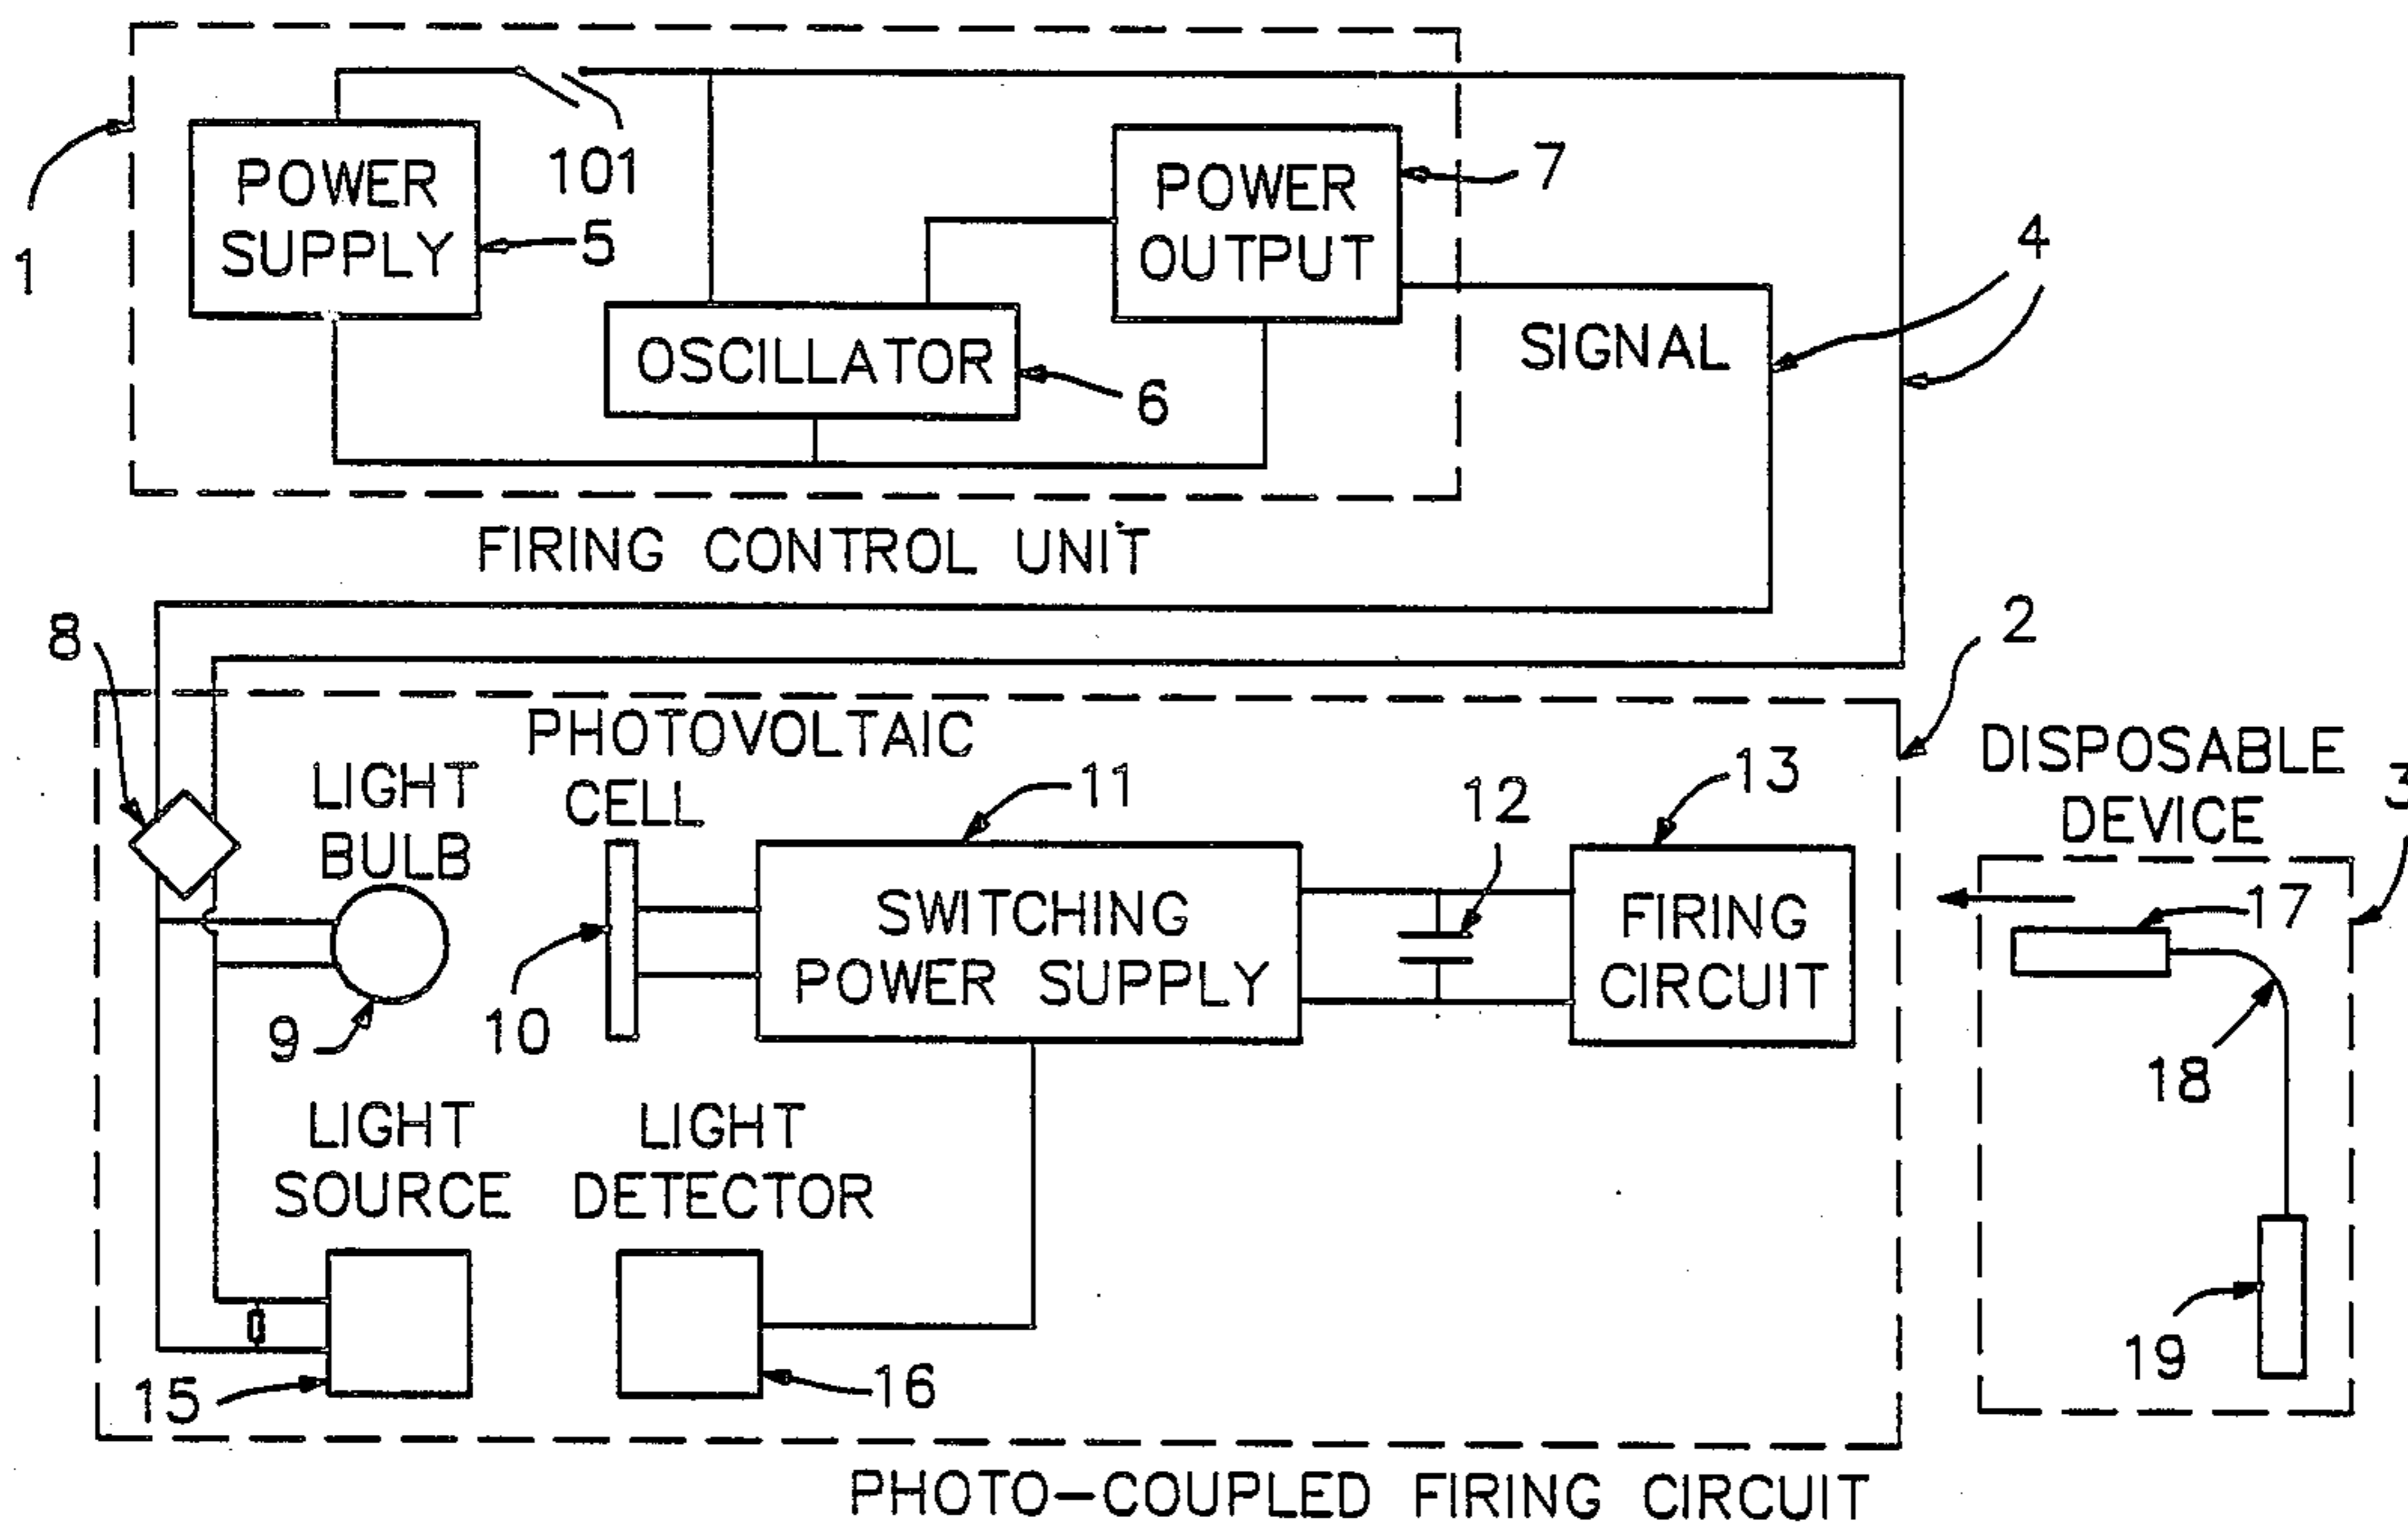 1
POWER
SUPPLY
5
101
OSCILLATOR
6
POWER
OUTPUT
7
SIGNAL
4
FIRING CONTROL UNIT
8
2
PHOTOVOLTAIC
CELL
LIGHT
BULB
9
10
11
SWITCHING
POWER SUPPLY
12
13
FIRING
CIRCUIT
DISPOSABLE
DEVICE
3
17
18
19
LIGHT
SOURCE
15
LIGHT
DETECTOR
16
PHOTO-COUPLED FIRING CIRCUIT